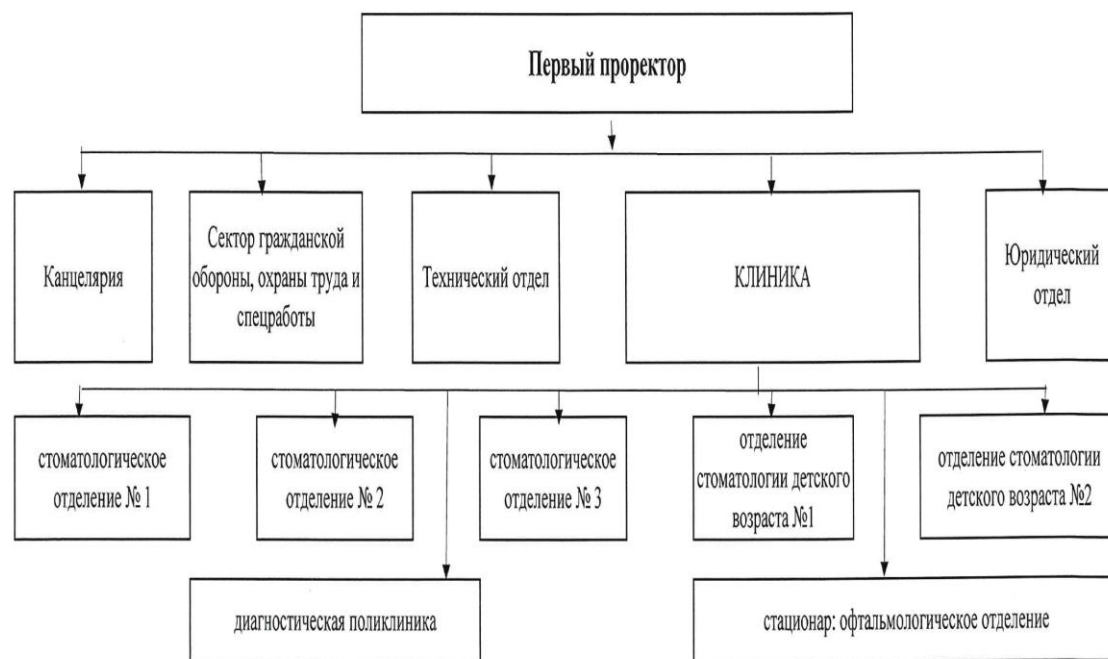 Первый проректор
Канцелярия
Сектор гражданской
обороны, охраны труда и
спецработы
Технический отдел
КЛИНИКА
Юридический
отдел
стоматологическое
отделение № 1
стоматологическое
отделение № 2
стоматологическое
отделение № 3
отделение
стоматологии детского
возраста №1
отделение стоматологии
детского возраста №2
диагностическая поликлиника
стационар: офтальмологическое отделение